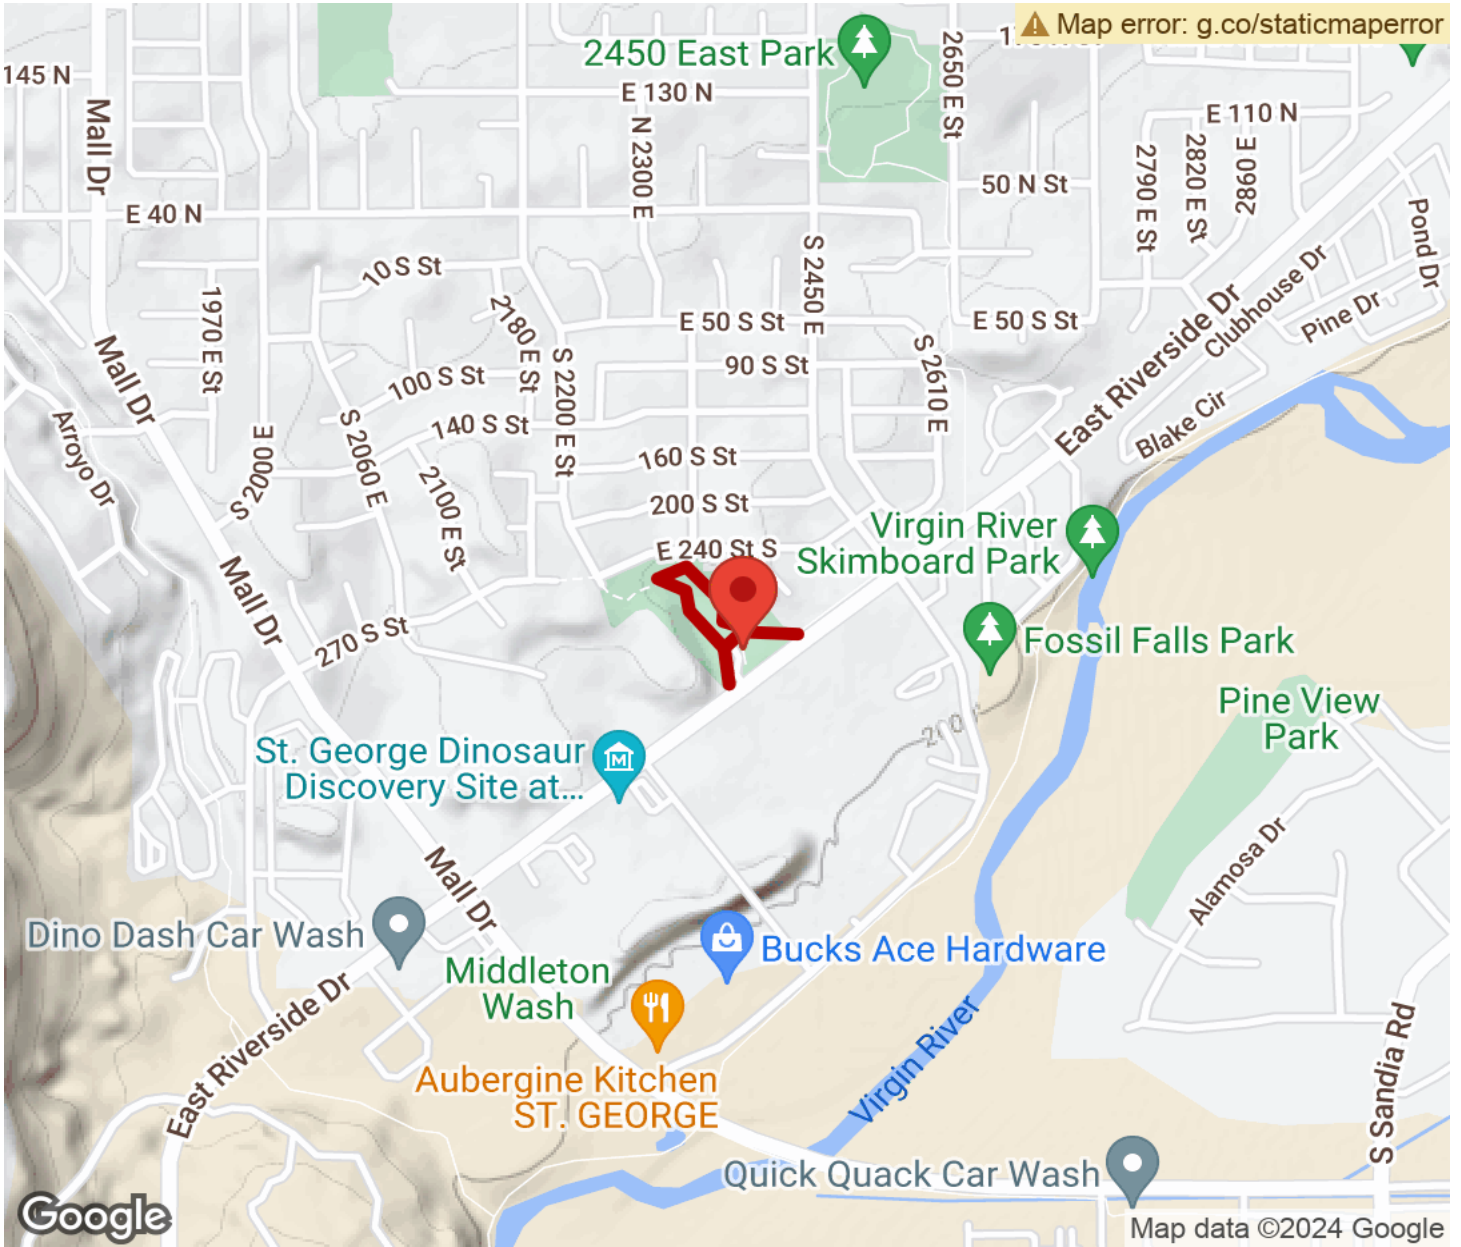 Map error: g.co/staticmaperror
2450 East Park
2650 E St
145 N
E 130 N
Mall Dr
N 2300 E
E 110 N
2790 E St
2820 E St
2860 E
50 N St
E 40 N
Pond Dr
10 S St
S 2450 E
1970 E St
2180 E St
E 50 S St
E 50 S St
East Riverside Dr
Clubhouse Dr
Pine Dr
Mall Dr
S 2200 E St
90 S St
S 2610 E
100 S St
Arroyo Dr
S 2000 E
S 2060 E
140 S St
Blake Cir
2100 E St
160 S St
200 S St
Virgin River
Skimboard Park
E 240 St S
Mall Dr
270 S St
Fossil Falls Park
Pine View
Park
St. George Dinosaur
Discovery Site at...
Alamosa Dr
Mall Dr
Dino Dash Car Wash
Bucks Ace Hardware
Middleton
Wash
East Riverside Dr
Virgin River
S Sandia Rd
Aubergine Kitchen
ST. GEORGE
Quick Quack Car Wash
Google
Map data ©2024 Google